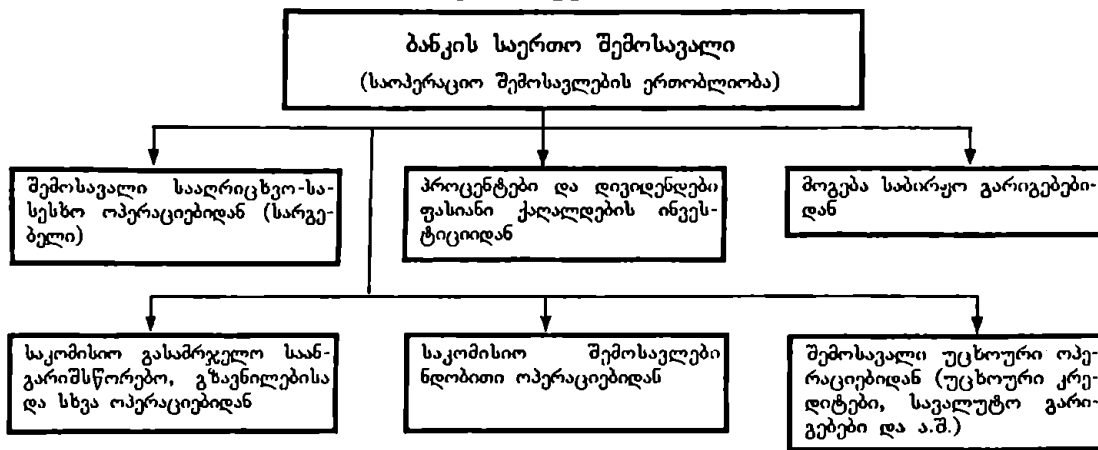 ბანკის საერთო შემოსავალი
(საოპერაციო შემოსავლების ერთობლიობა)
შემოსავალი სააღრიცხვო-სა-
სესხო ოპერაციებიდან (სარგე-
ბელი)
პროცენტები და დივიდენდები
ფასიანი ქაღალდების ინვეს-
ტიციიდან
მოგება საბირჟო გარიგებები-
დან
საკომისიო გასამრჯელო საან-
გარიშსწორებო, გზავნილებისა
და სხვა ოპერაციებიდან
საკომისიო შემოსავლები
ნდობითი ოპერაციებიდან
შემოსავალი უცხოური ოპე-
რაციებიდან (უცხოური კრე-
დიტები, სავალუტო გარი-
გებები და ა.შ.)